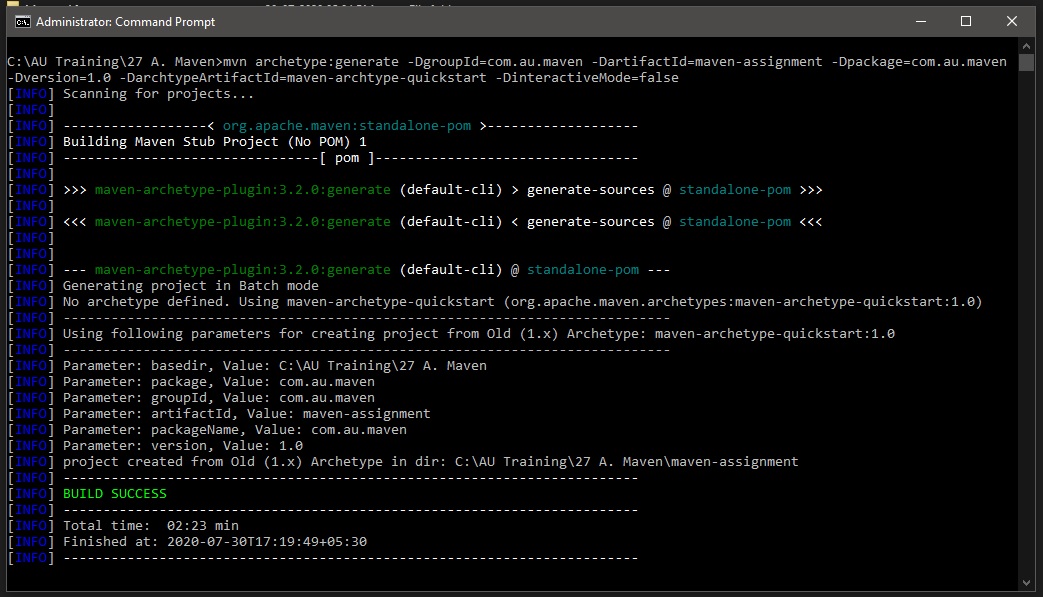 Administrator: Command Prompt
C:\AU Training\27 A. Maven>mvn archetype:generate -DgroupId=com.au.maven -DartifactId=maven-assignment -Dpackage=com.au.maven
-Dversion=1.0 -DarchtypeArtifactId=maven-archtype-quickstart -DinteractiveMode=false
[INFO] Scanning for projects...
[INFO]
[INFO] ------------------< org.apache.maven:standalone-pom >-------------------
[INFO] Building Maven Stub Project (No POM) 1
[INFO] --------------------------------[ pom ]---------------------------------
[INFO]
[INFO] >>> maven-archetype-plugin:3.2.0:generate (default-cli) > generate-sources @ standalone-pom >>>
[INFO]
[INFO] <<< maven-archetype-plugin:3.2.0:generate (default-cli) < generate-sources @ standalone-pom <<<
[INFO]
[INFO]
[INFO] --- maven-archetype-plugin:3.2.0:generate (default-cli) @ standalone-pom ---
[INFO] Generating project in Batch mode
[INFO] No archetype defined. Using maven-archetype-quickstart (org.apache.maven.archetypes:maven-archetype-quickstart:1.0)
[INFO] ----------------------------------------------------------------------------
[INFO] Using following parameters for creating project from Old (1.x) Archetype: maven-archetype-quickstart:1.0
[INFO] ----------------------------------------------------------------------------
[INFO] Parameter: basedir, Value: C:\AU Training\27 A. Maven
[INFO] Parameter: package, Value: com.au.maven
[INFO] Parameter: groupId, Value: com.au.maven
[INFO] Parameter: artifactId, Value: maven-assignment
[INFO] Parameter: packageName, Value: com.au.maven
[INFO] Parameter: version, Value: 1.0
[INFO] project created from Old (1.x) Archetype in dir: C:\AU Training\27 A. Maven\maven-assignment
[INFO] ------------------------------------------------------------------------
[INFO] BUILD SUCCESS
[INFO] ------------------------------------------------------------------------
[INFO] Total time:  02:23 min
[INFO] Finished at: 2020-07-30T17:19:49+05:30
[INFO] ------------------------------------------------------------------------